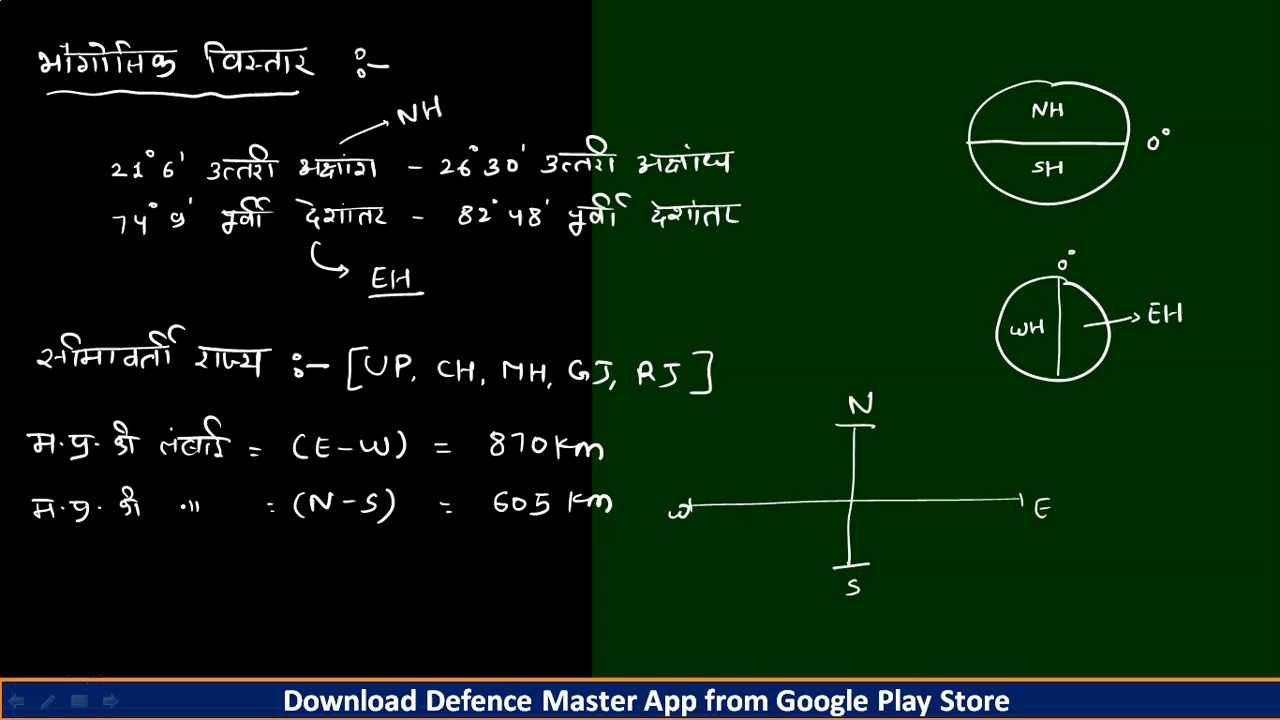 भौगोलिक विस्तार :-
NH
21° 6' उत्तरी अक्षांश - 26° 30' उत्तरी अक्षांश
74° 9' पूर्वी देशांतर - 82° 48' पूर्वी देशांतर
EH
सीमावर्ती राज्य :- [UP, CH, MH, GJ, RJ]
म.प्र. की लंबाई = (E-W) = 870 km
म.प्र. की " = (N-S) = 605 km
NH
SH
0°
0°
WH
EH
N
W
E
S
Download Defence Master App from Google Play Store